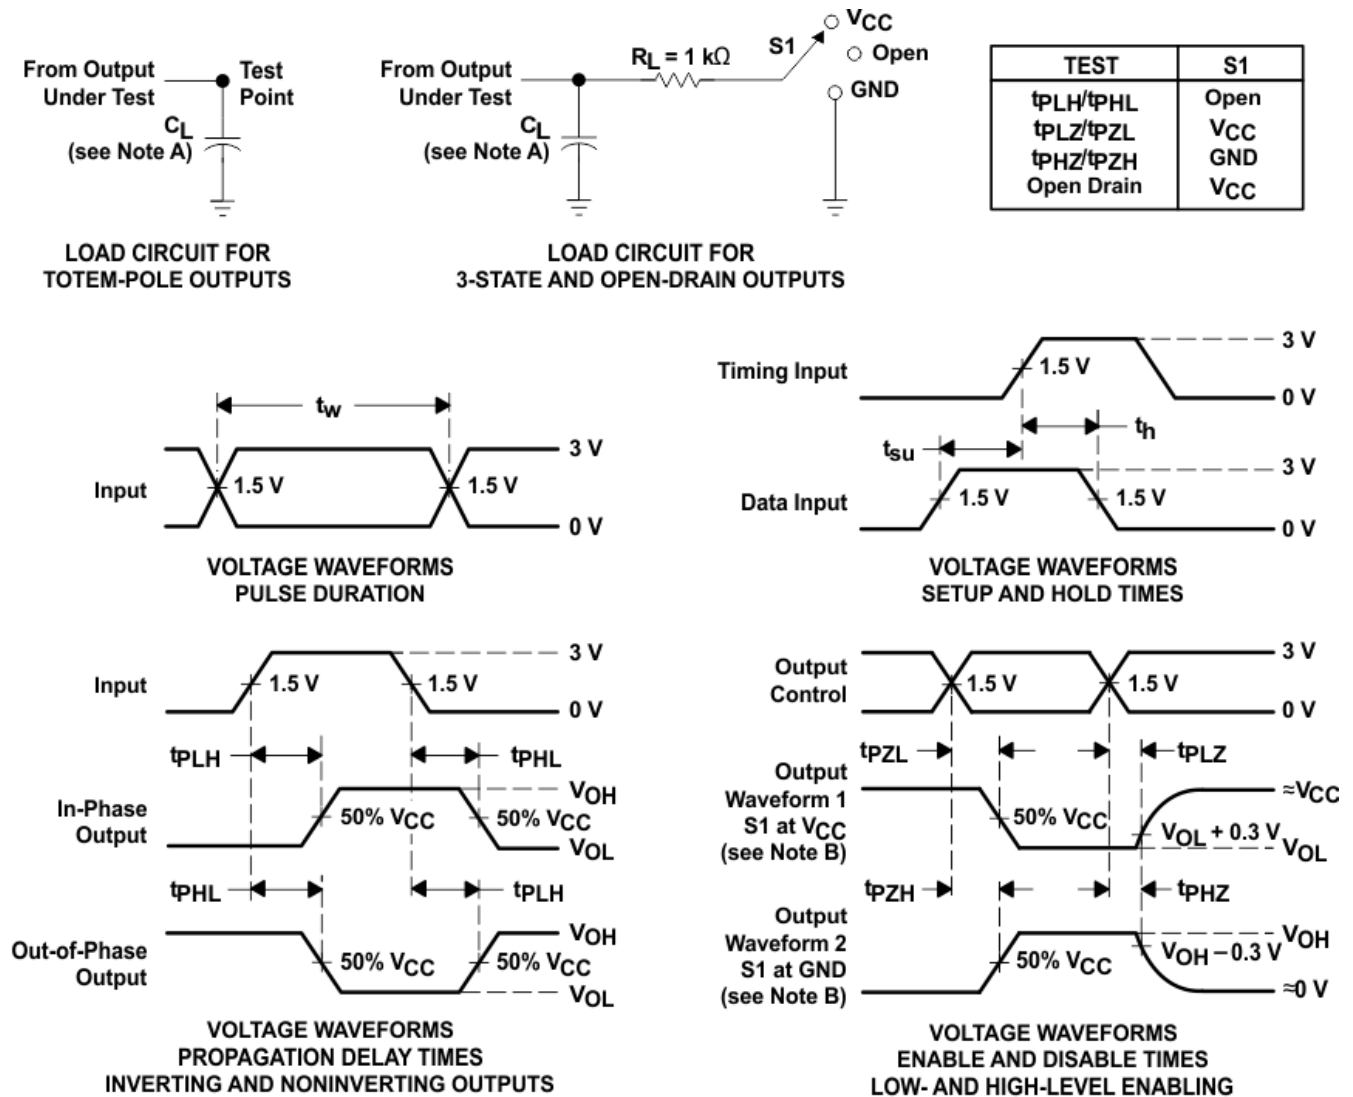 From Output
Under Test
Test
Point
CL
(see Note A)
LOAD CIRCUIT FOR
TOTEM-POLE OUTPUTS
From Output
Under Test
RL = 1 kΩ
S1
VCC
Open
GND
CL
(see Note A)
LOAD CIRCUIT FOR
3-STATE AND OPEN-DRAIN OUTPUTS
TEST S1
tPLH/tPHL Open
tPLZ/tPZL VCC
tPHZ/tPZH GND
Open Drain VCC
tw
3 V
Input
1.5 V
1.5 V
0 V
VOLTAGE WAVEFORMS
PULSE DURATION
3 V
Timing Input
1.5 V
0 V
th
tsu
3 V
Data Input
1.5 V
1.5 V
0 V
VOLTAGE WAVEFORMS
SETUP AND HOLD TIMES
3 V
Input
1.5 V
1.5 V
0 V
tPLH
tPHL
VOH
In-Phase
Output
50% VCC
50% VCC
VOL
tPHL
tPLH
VOH
Out-of-Phase
Output
50% VCC
50% VCC
VOL
VOLTAGE WAVEFORMS
PROPAGATION DELAY TIMES
INVERTING AND NONINVERTING OUTPUTS
3 V
Output
Control
1.5 V
1.5 V
0 V
tPZL
tPLZ
Output
Waveform 1
S1 at VCC
(see Note B)
50% VCC
≈VCC
VOL + 0.3 V
VOL
tPZH
tPHZ
Output
Waveform 2
S1 at GND
(see Note B)
50% VCC
VOH
VOH − 0.3 V
≈0 V
VOLTAGE WAVEFORMS
ENABLE AND DISABLE TIMES
LOW- AND HIGH-LEVEL ENABLING